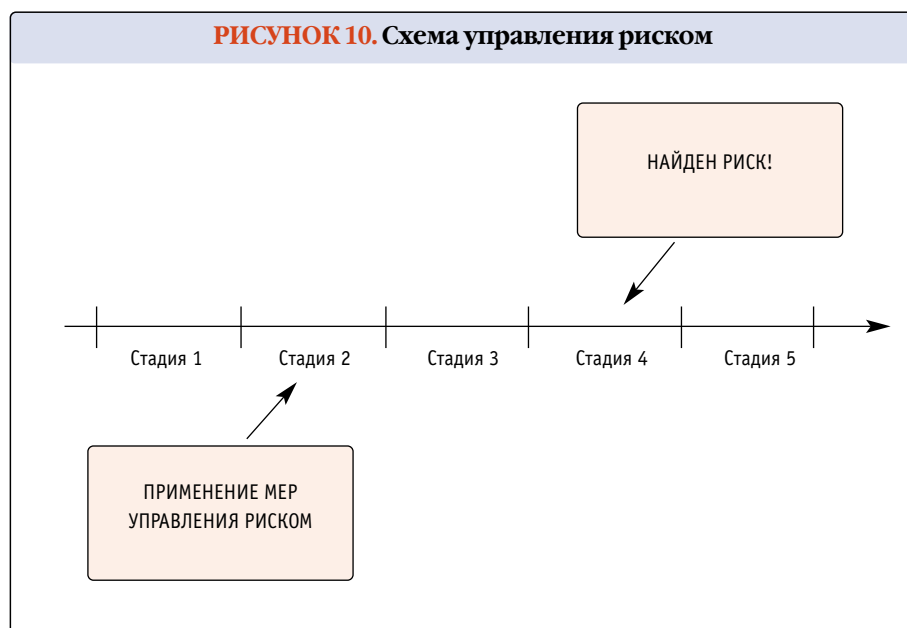 РИСУНОК 10. Схема управления риском
НАЙДЕН РИСК!
Стадия 1
Стадия 2
Стадия 3
Стадия 4
Стадия 5
ПРИМЕНЕНИЕ МЕР
УПРАВЛЕНИЯ РИСКОМ